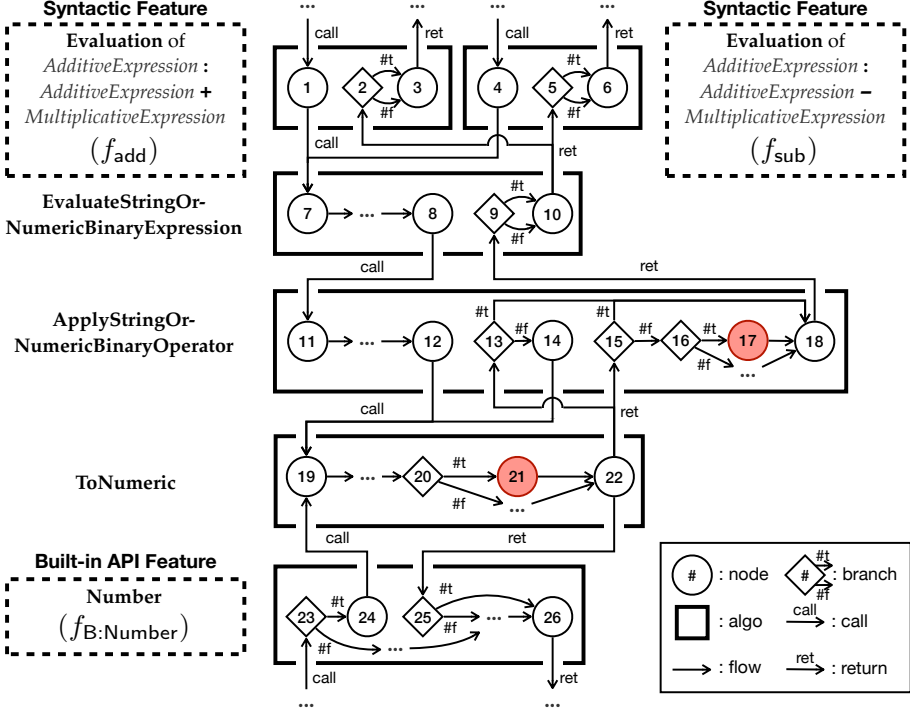 Syntactic Feature
Evaluation of
AdditiveExpression :
AdditiveExpression +
MultiplicativeExpression
(fadd)
... ... ... ...
call ret call ret
1 2 #t #f 3
4 5 #t #f 6
ret
Syntactic Feature
Evaluation of
AdditiveExpression :
AdditiveExpression −
MultiplicativeExpression
(fsub)
EvaluateStringOr-
NumericBinaryExpression
7 ... 8 9 #t #f 10
call ret
ApplyStringOr-
NumericBinaryOperator
#t #t
11 ... 12 13 #f 14 15 #f 16 #t 17 18
#f ...
call ret
ToNumeric
19 ... 20 #t 21 22
#f ...
call ret
Built-in API Feature
Number
(fB:Number)
23 #t 24 25 #t #f ... ... 26
#f ...
call ret
... ...
# : node
# #t #f : branch
: algo
call : call
: flow
ret : return